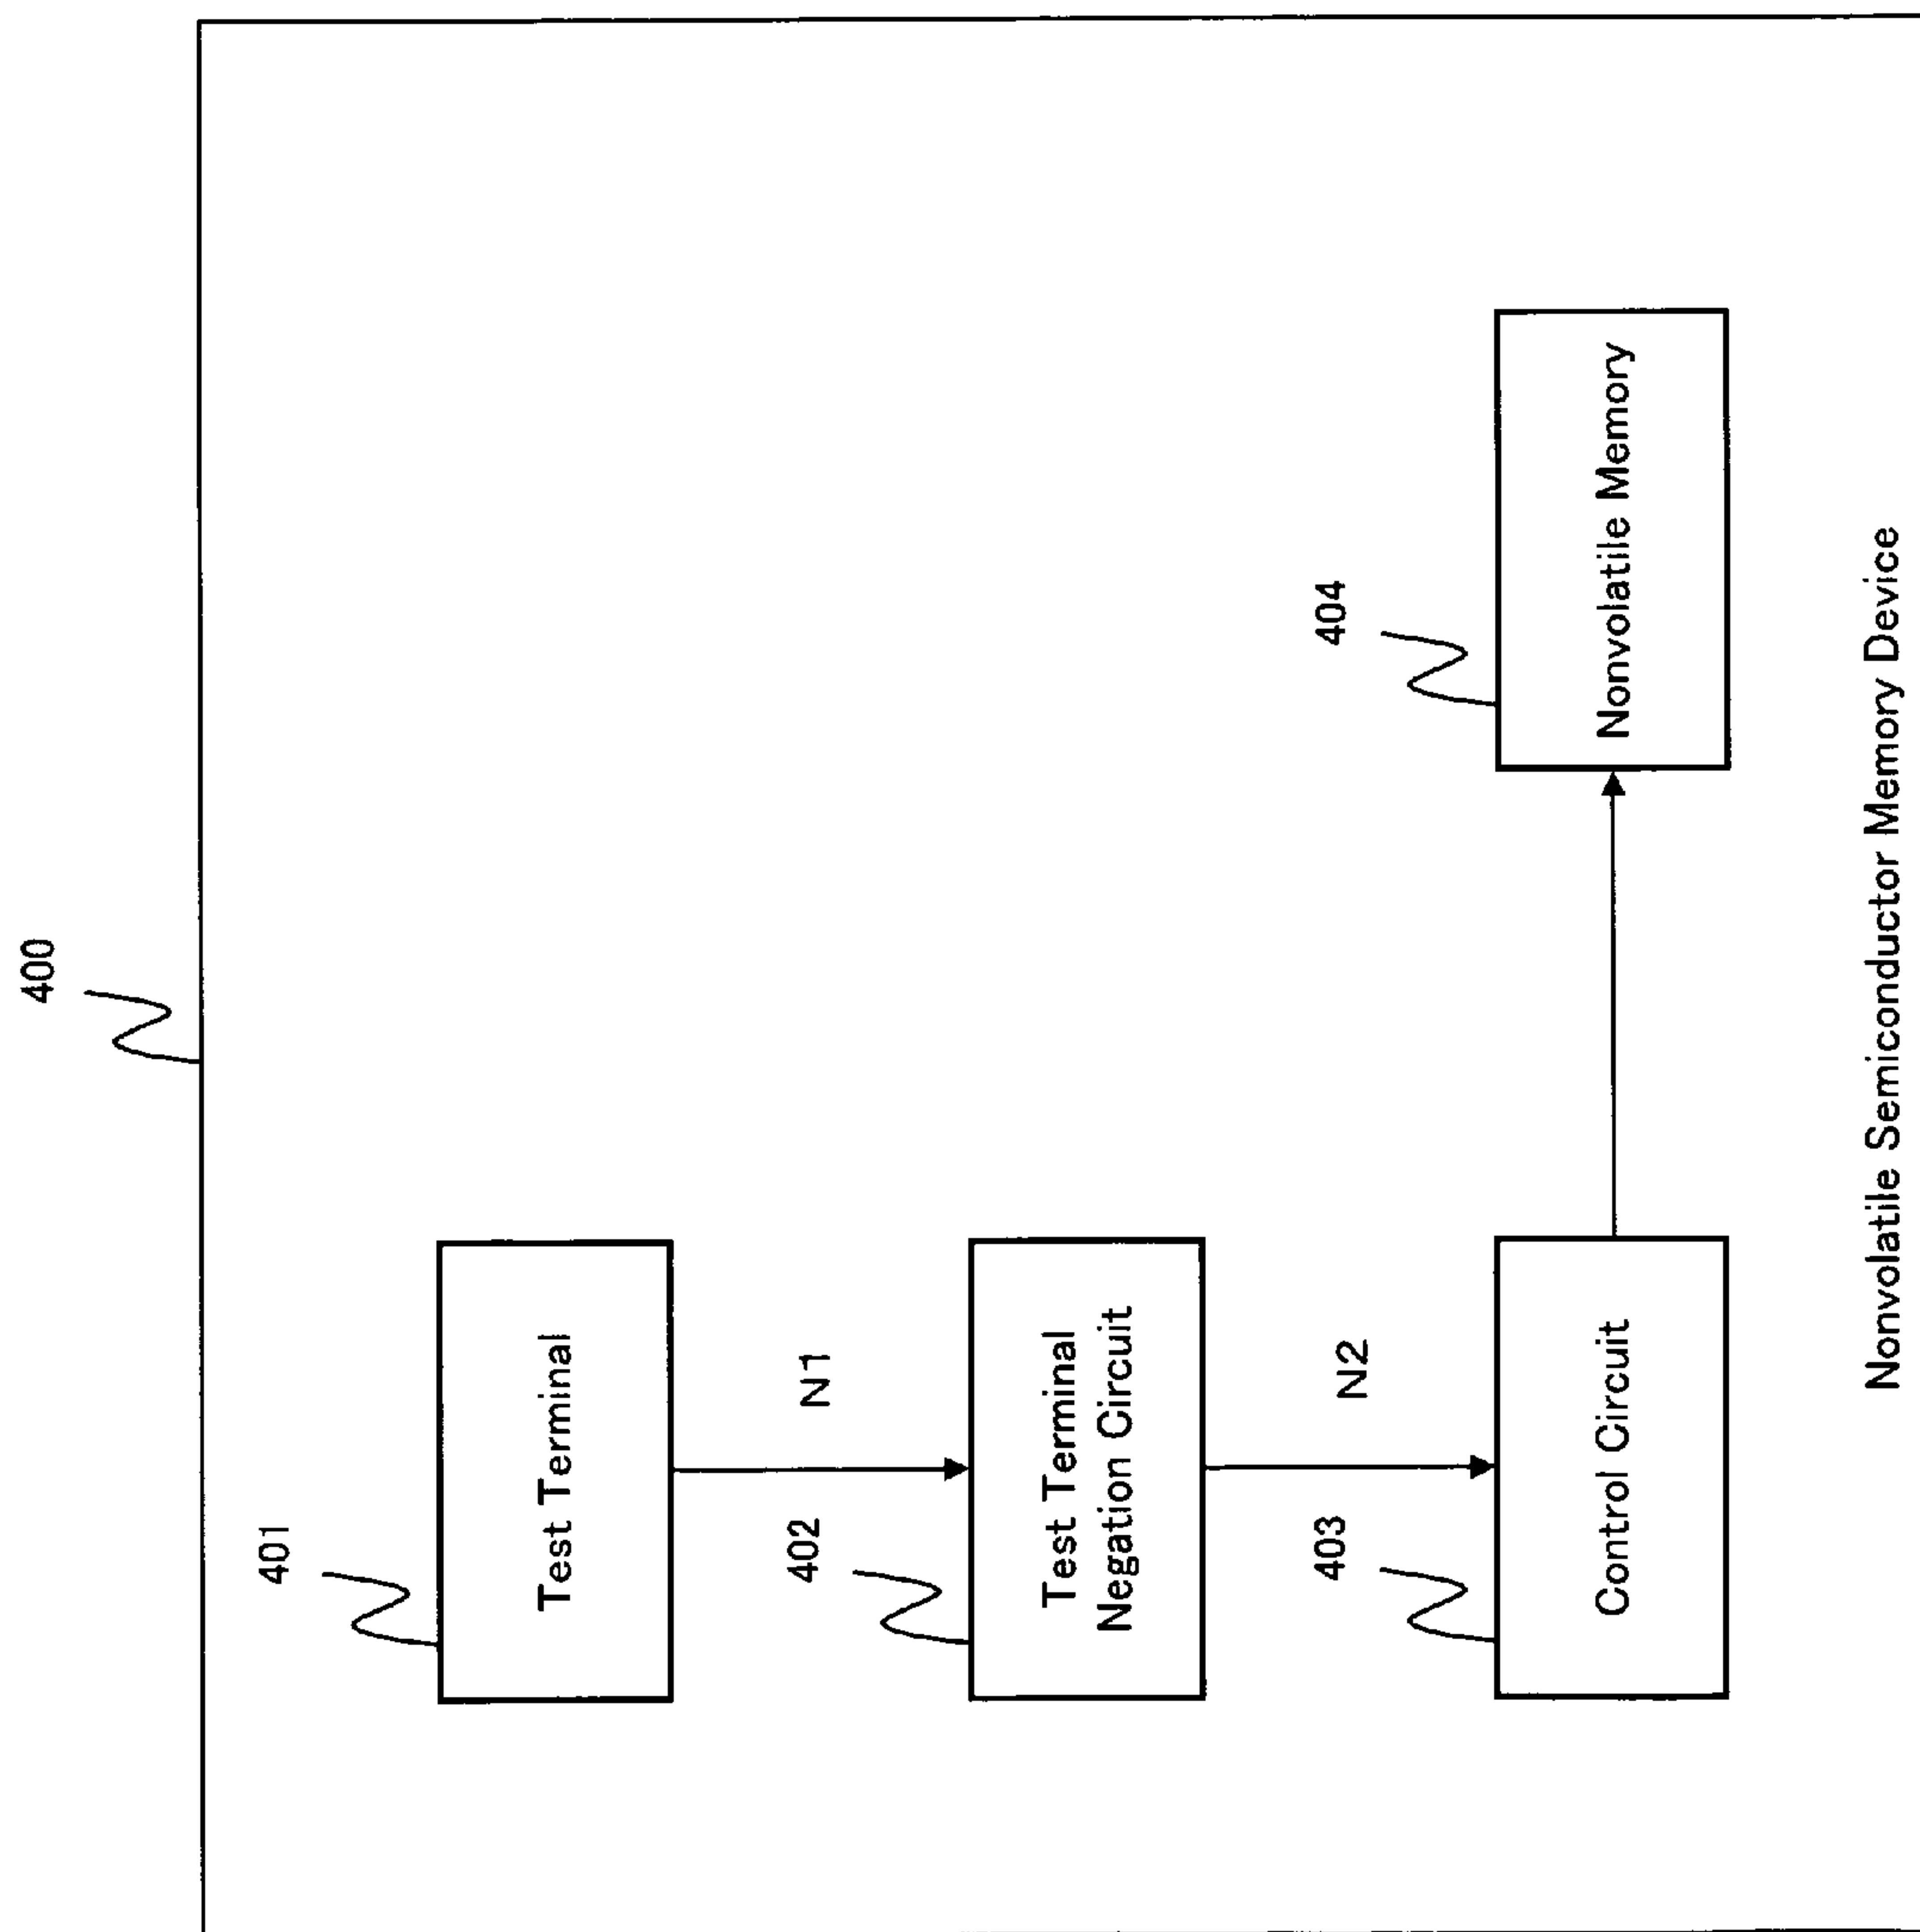 400
401
Test Terminal
N1
402
Test Terminal
Negation Circuit
N2
403
Control Circuit
404
Nonvolatile Memory
Nonvolatile Semiconductor Memory Device